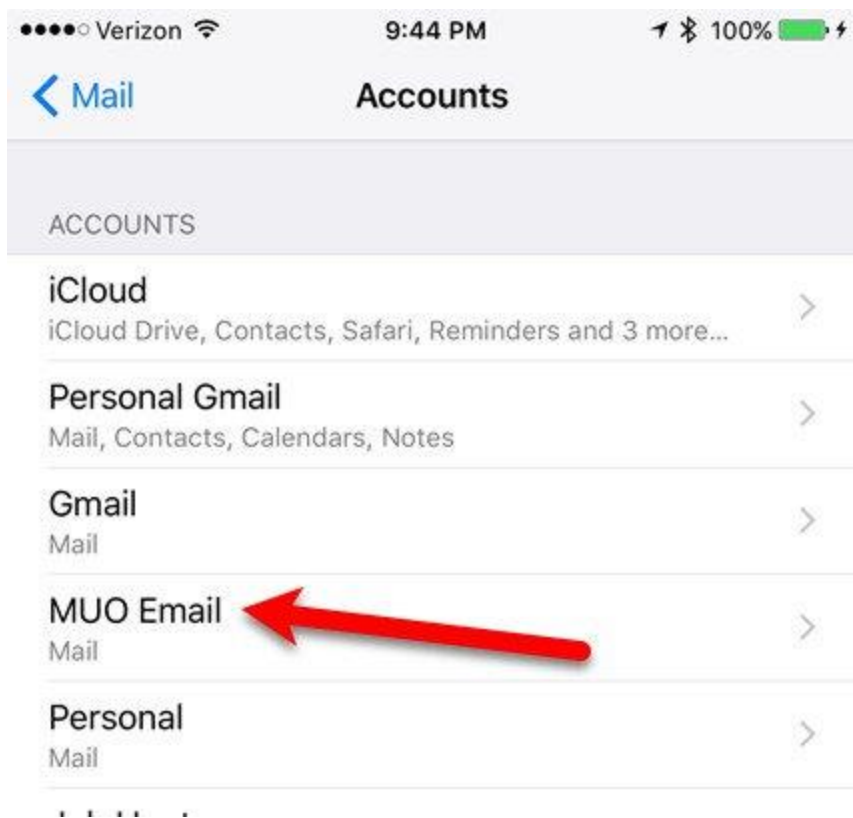 Verizon 9:44 PM 100%
Mail Accounts
ACCOUNTS
iCloud
iCloud Drive, Contacts, Safari, Reminders and 3 more...
Personal Gmail
Mail, Contacts, Calendars, Notes
Gmail
Mail
MUO Email
Mail
Personal
Mail